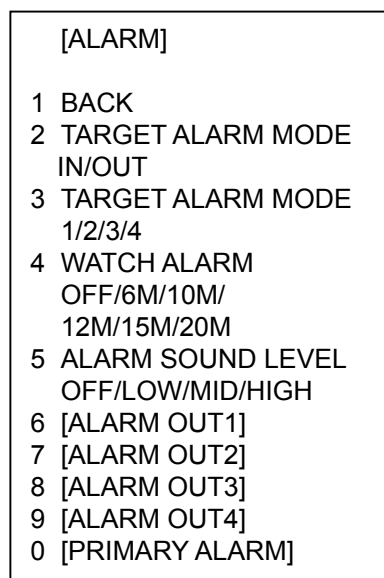 [ALARM]
1 BACK
2 TARGET ALARM MODE
IN/OUT
3 TARGET ALARM MODE
1/2/3/4
4 WATCH ALARM
OFF/6M/10M/
12M/15M/20M
5 ALARM SOUND LEVEL
OFF/LOW/MID/HIGH
6 [ALARM OUT1]
7 [ALARM OUT2]
8 [ALARM OUT3]
9 [ALARM OUT4]
0 [PRIMARY ALARM]